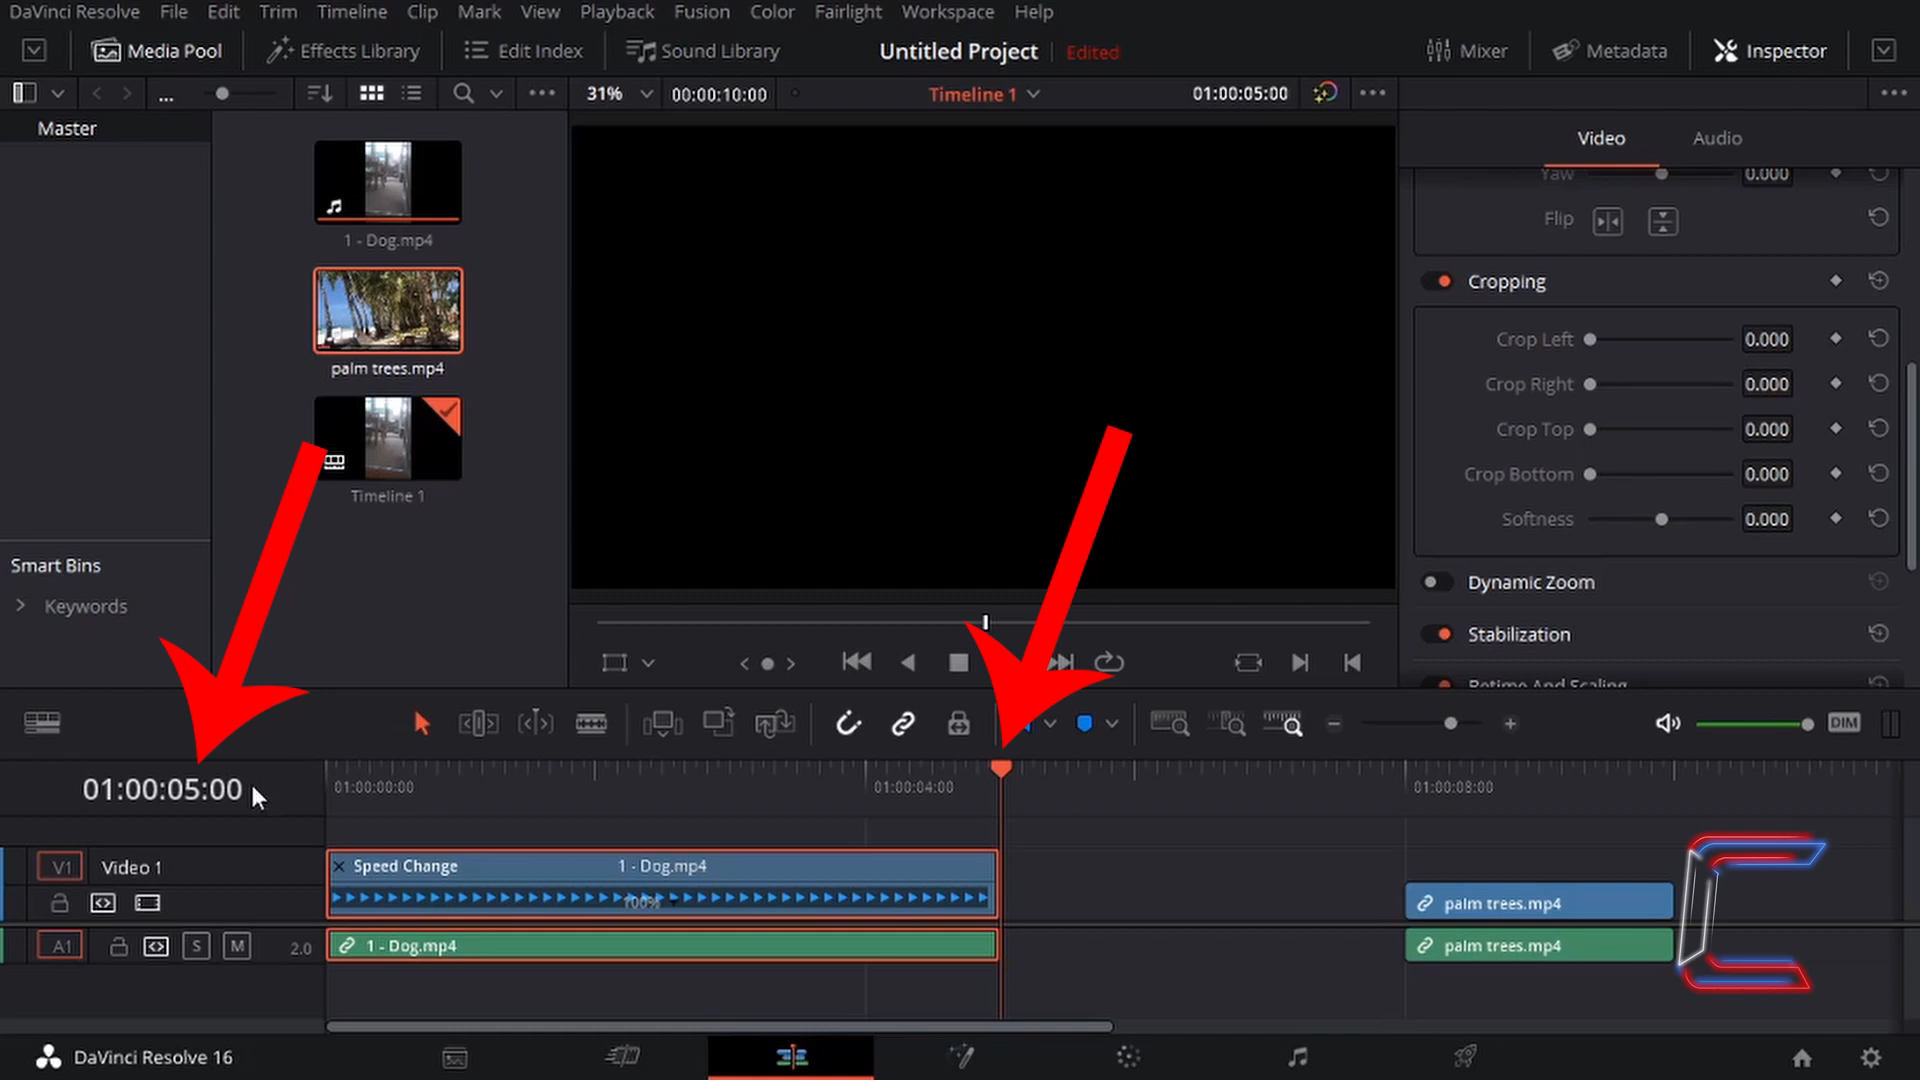 DaVinci Resolve File Edit Trim Timeline Clip Mark View Playback Fusion Color Fairlight Workspace Help
Media Pool Effects Library Edit Index Sound Library Untitled Project Edited Mixer Metadata Inspector
... 31% 00:00:10:00 Timeline 1 01:00:05:00
Master
Video Audio
Yaw 0.000
Flip
1 - Dog.mp4
Cropping
Crop Left 0.000
palm trees.mp4
Crop Right 0.000
Crop Top 0.000
Crop Bottom 0.000
Timeline 1
Softness 0.000
Smart Bins
Dynamic Zoom
Keywords
Stabilization
Retime And Scaling
DIM
01:00:05:00
01:00:00:00 01:00:04:00 01:00:08:00
V1 Video 1 Speed Change 1 - Dog.mp4
100% palm trees.mp4
A1 S M 2.0 1 - Dog.mp4 palm trees.mp4
DaVinci Resolve 16